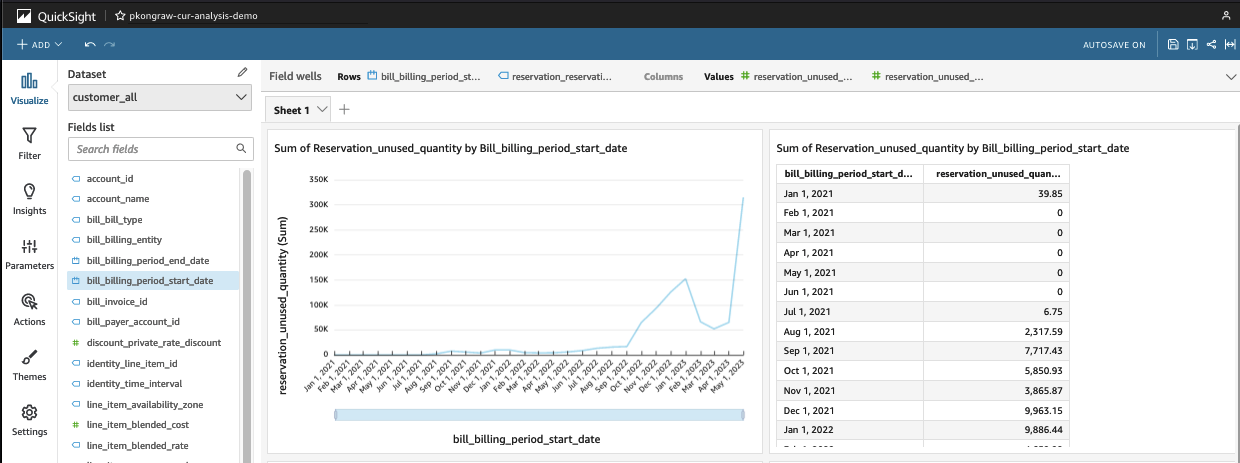 QuickSight pkongraw-cur-analysis-demo
ADD AUTOSAVE ON
Visualize
Filter
Insights
Parameters
Actions
Themes
Settings
Dataset
customer_all
Fields list
Search fields
account_id
account_name
bill_bill_type
bill_billing_entity
bill_billing_period_end_date
bill_billing_period_start_date
bill_invoice_id
bill_payer_account_id
discount_private_rate_discount
identity_line_item_id
identity_time_interval
line_item_availability_zone
line_item_blended_cost
line_item_blended_rate
Field wells Rows bill_billing_period_st... reservation_reservati... Columns Values reservation_unused_... reservation_unused_...
Sheet 1
Sum of Reservation_unused_quantity by Bill_billing_period_start_date
reservation_unused_quantity (Sum)
350K
300K
250K
200K
150K
100K
50K
0
Jan 1, 2021
Feb 1, 2021
Mar 1, 2021
Apr 1, 2021
May 1, 2021
Jun 1, 2021
Jul 1, 2021
Aug 1, 2021
Sep 1, 2021
Oct 1, 2021
Nov 1, 2021
Dec 1, 2021
Jan 1, 2022
Feb 1, 2022
Mar 1, 2022
Apr 1, 2022
May 1, 2022
Jun 1, 2022
Jul 1, 2022
Aug 1, 2022
Sep 1, 2022
Oct 1, 2022
Nov 1, 2022
Dec 1, 2022
Jan 1, 2023
Feb 1, 2023
Mar 1, 2023
Apr 1, 2023
May 1, 2023
bill_billing_period_start_date
Sum of Reservation_unused_quantity by Bill_billing_period_start_date
bill_billing_period_start_d... reservation_unused_quan...
Jan 1, 2021 39.85
Feb 1, 2021 0
Mar 1, 2021 0
Apr 1, 2021 0
May 1, 2021 0
Jun 1, 2021 0
Jul 1, 2021 6.75
Aug 1, 2021 2,317.59
Sep 1, 2021 7,717.43
Oct 1, 2021 5,850.93
Nov 1, 2021 3,865.87
Dec 1, 2021 9,963.15
Jan 1, 2022 9,886.44